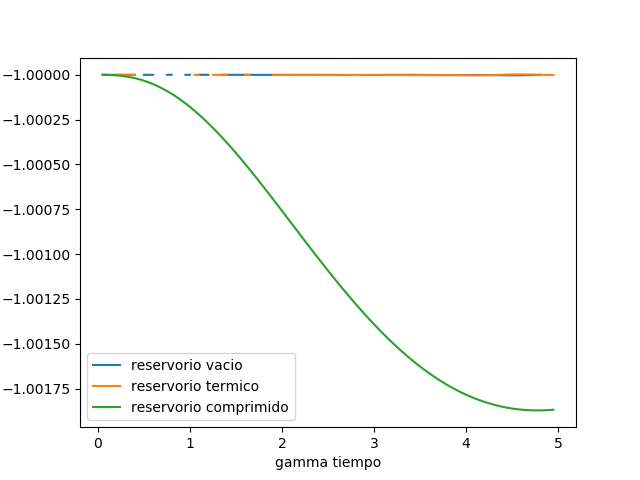 −1.00000
−1.00025
−1.00050
−1.00075
−1.00100
−1.00125
−1.00150
−1.00175
reservorio vacio
reservorio termico
reservorio comprimido
0 1 2 3 4 5
gamma tiempo